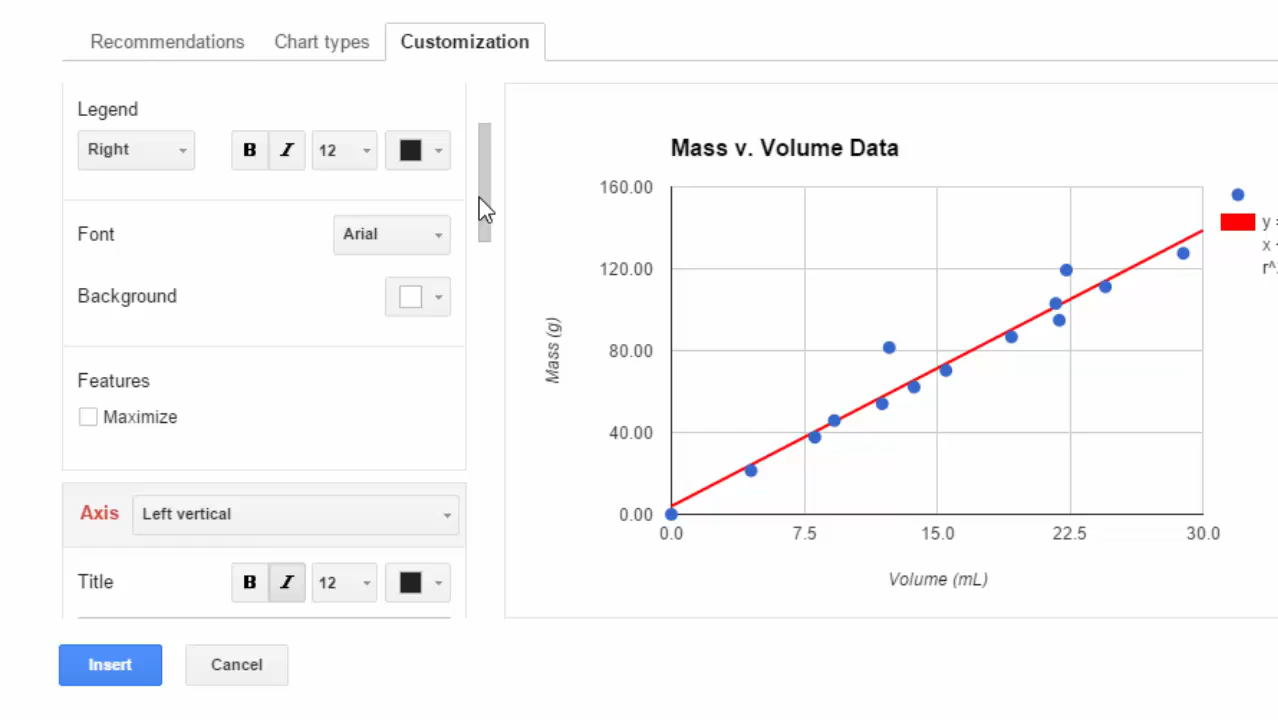 Recommendations Chart types Customization
Legend
Right B I 12
Font Arial
Background
Features
Maximize
Axis Left vertical
Title B I 12
Insert Cancel
Mass v. Volume Data
160.00
120.00
80.00
40.00
0.00
Mass (g)
0.0 7.5 15.0 22.5 30.0
Volume (mL)
y =
x
r^